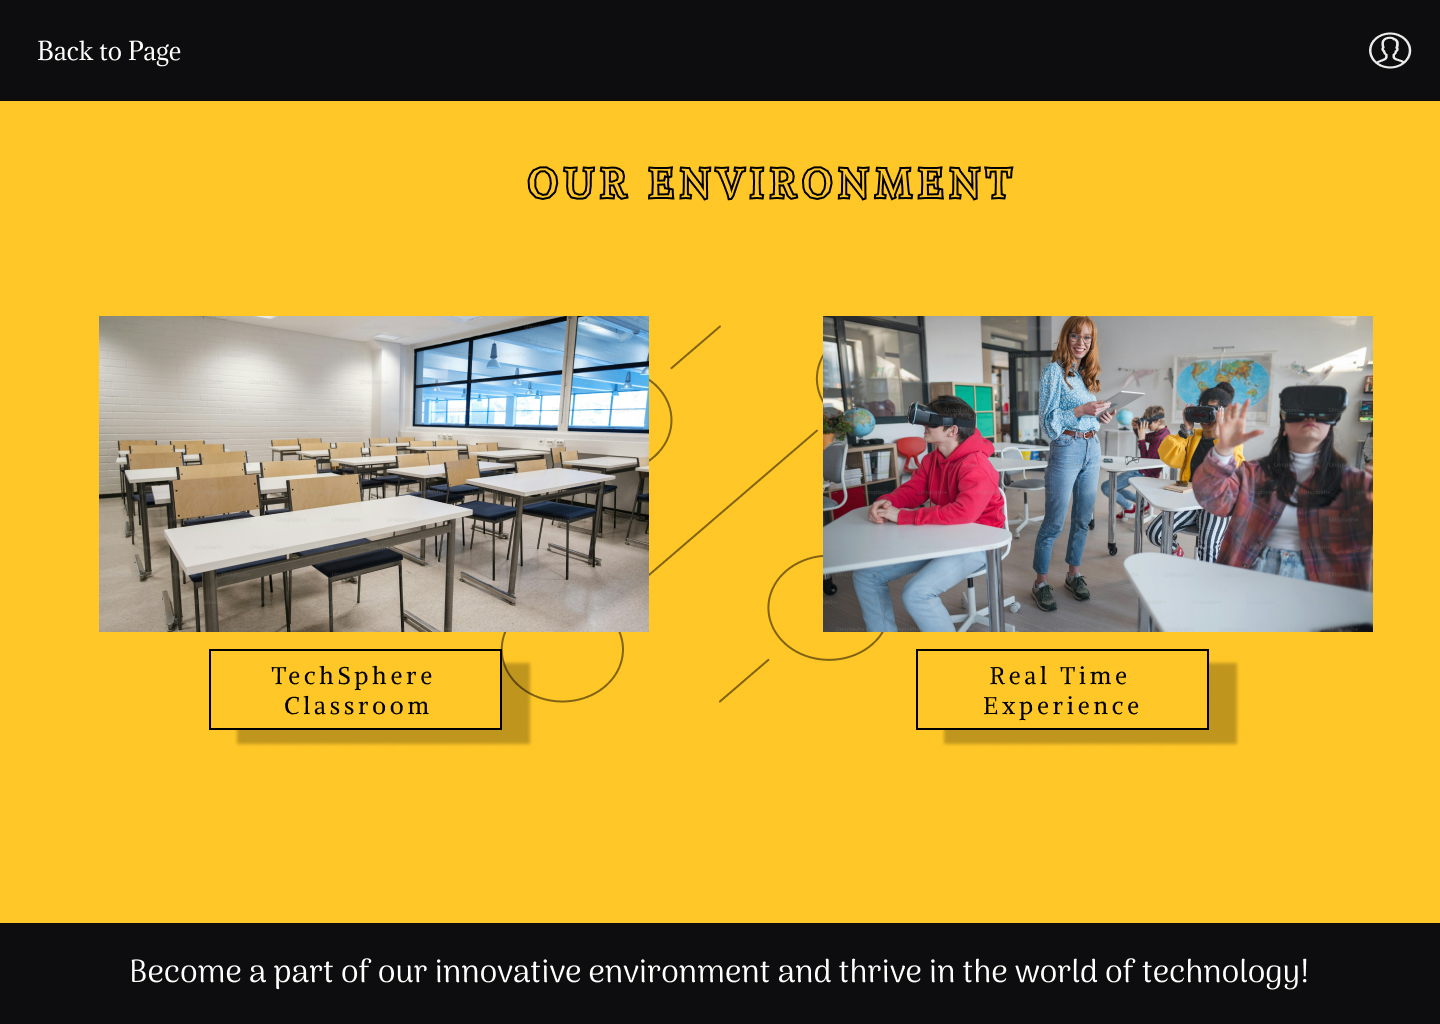 Back to Page
OUR ENVIRONMENT
TechSphere
Classroom
Real Time
Experience
Become a part of our innovative environment and thrive in the world of technology!